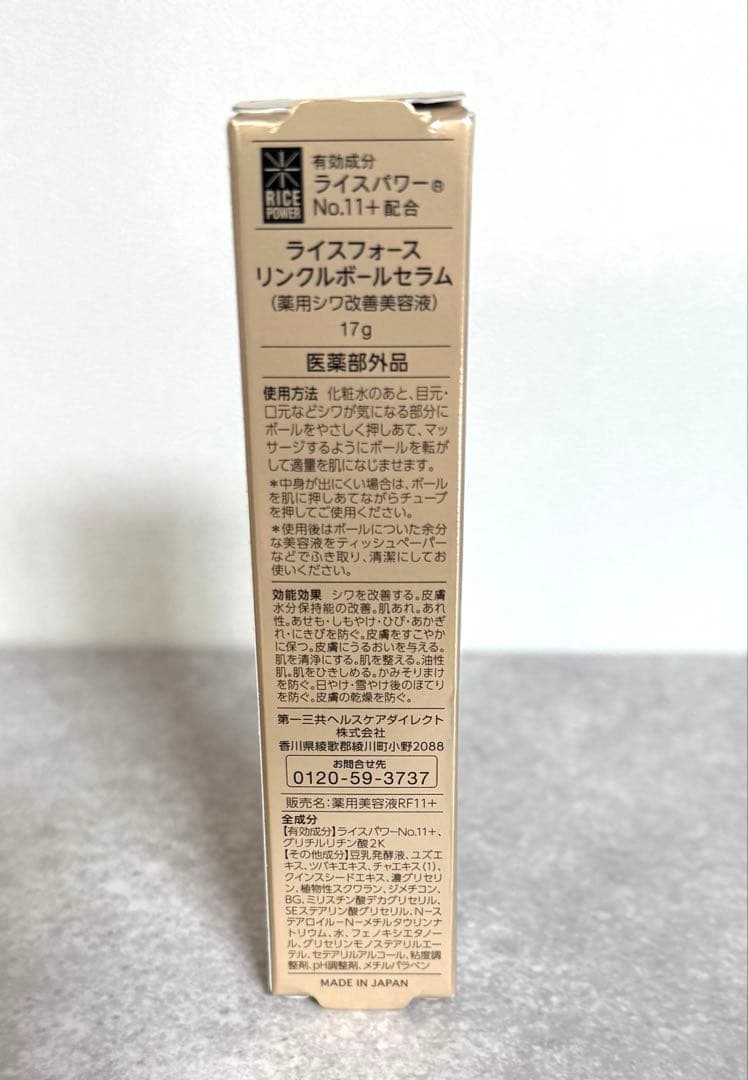 RICE
POWER
有効成分
ライスパワー®
No.11+配合
ライスフォース
リンクルボールセラム
(薬用シワ改善美容液)
17g
医薬部外品
使用方法 化粧水のあと、目元・
口元などシワが気になる部分に
ボールをやさしく押しあて、マッ
サージするようにボールを転が
して適量を肌になじませます。
*中身が出にくい場合は、ボール
を肌に押しあてながらチューブ
を押してご使用ください。
*使用後はボールについた余分
な美容液をティッシュペーパー
などでふき取り、清潔にしてお
使いください。
効能効果 シワを改善する。皮膚
水分保持能の改善。肌あれ。あれ
性。あせも・しもやけ・ひび・あかぎ
れ・にきびを防ぐ。皮膚をすこやか
に保つ。皮膚にうるおいを与える。
肌を清浄にする。肌を整える。油性
肌。肌をひきしめる。かみそりまけ
を防ぐ。日やけ・雪やけ後のほてり
を防ぐ。皮膚の乾燥を防ぐ。
第一三共ヘルスケアダイレクト
株式会社
香川県綾歌郡綾川町小野2088
お問合せ先
0120-59-3737
販売名:薬用美容液RF11+
全成分
【有効成分】ライスパワーNo.11+、
グリチルリチン酸2K
【その他成分】豆乳発酵液、ユズエ
キス、ツバキエキス、チャエキス(1)、
クインスシードエキス、濃グリセリ
ン、植物性スクワラン、ジメチコン、
BG、ミリスチン酸デカグリセリル、
SEステアリン酸グリセリル、N-ス
テアロイル-N-メチルタウリンナ
トリウム、水、フェノキシエタノー
ル、グリセリンモノステアリルエー
テル、セテアリルアルコール、粘度調
整剤、pH調整剤、メチルパラベン
MADE IN JAPAN